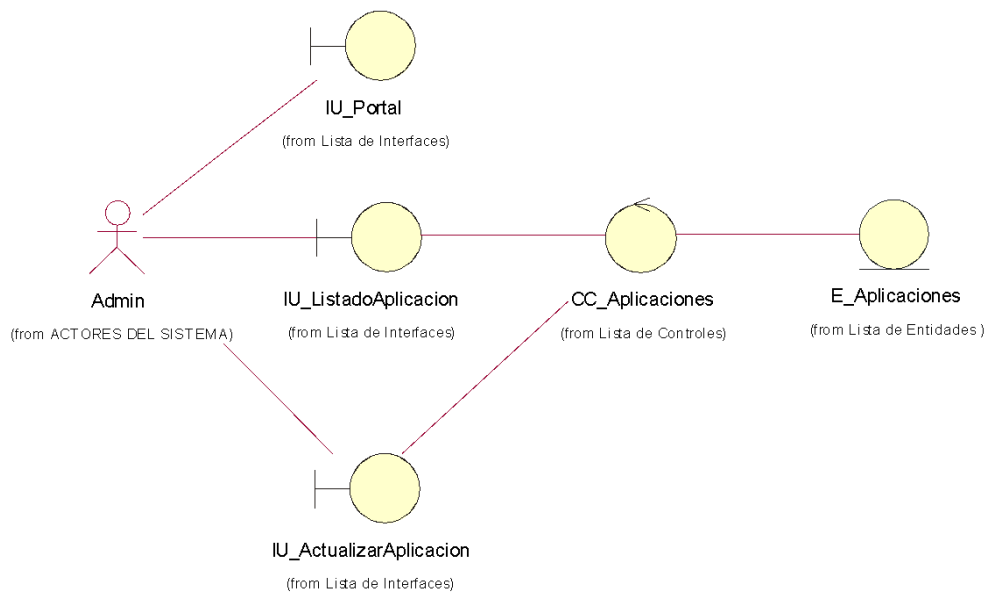 IU_Portal
(from Lista de Interfaces)
Admin
(from ACTORES DEL SISTEMA)
IU_ListadoAplicacion
(from Lista de Interfaces)
CC_Aplicaciones
(from Lista de Controles)
E_Aplicaciones
(from Lista de Entidades )
IU_ActualizarAplicacion
(from Lista de Interfaces)